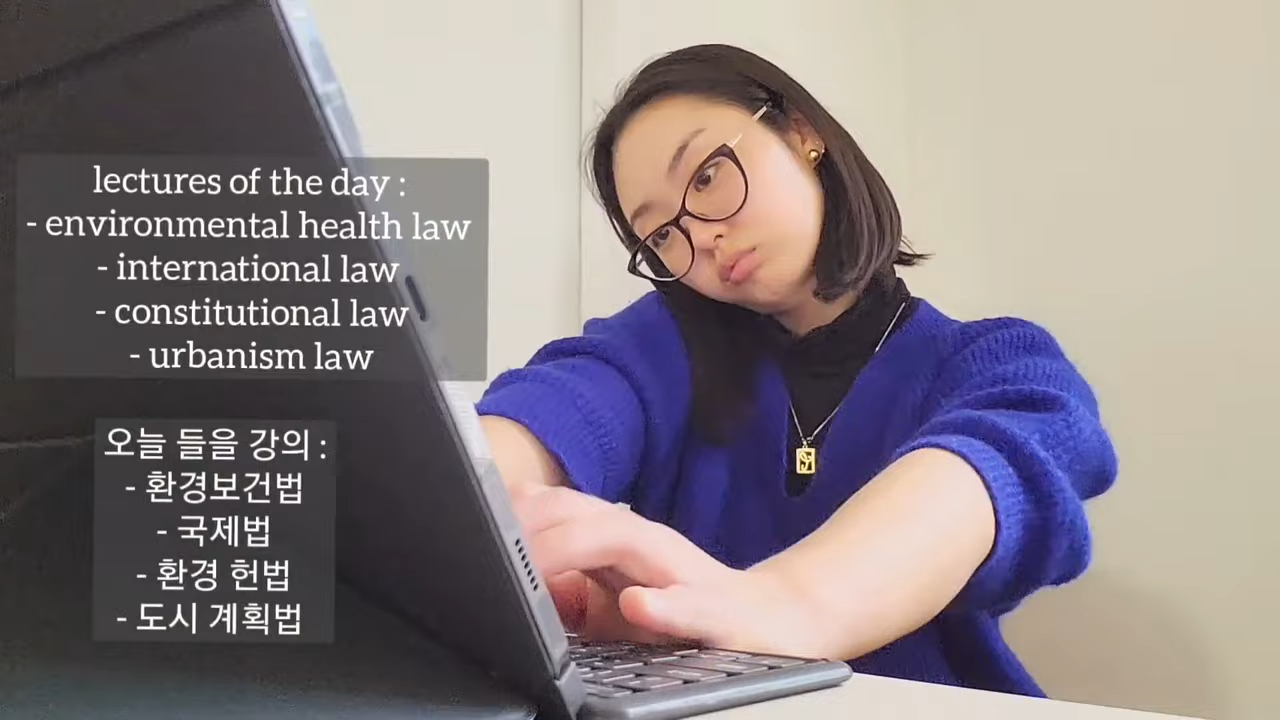 lectures of the day :
- environmental health law
- international law
- constitutional law
- urbanism law
오늘 들을 강의 :
- 환경보건법
- 국제법
- 환경 헌법
- 도시 계획법